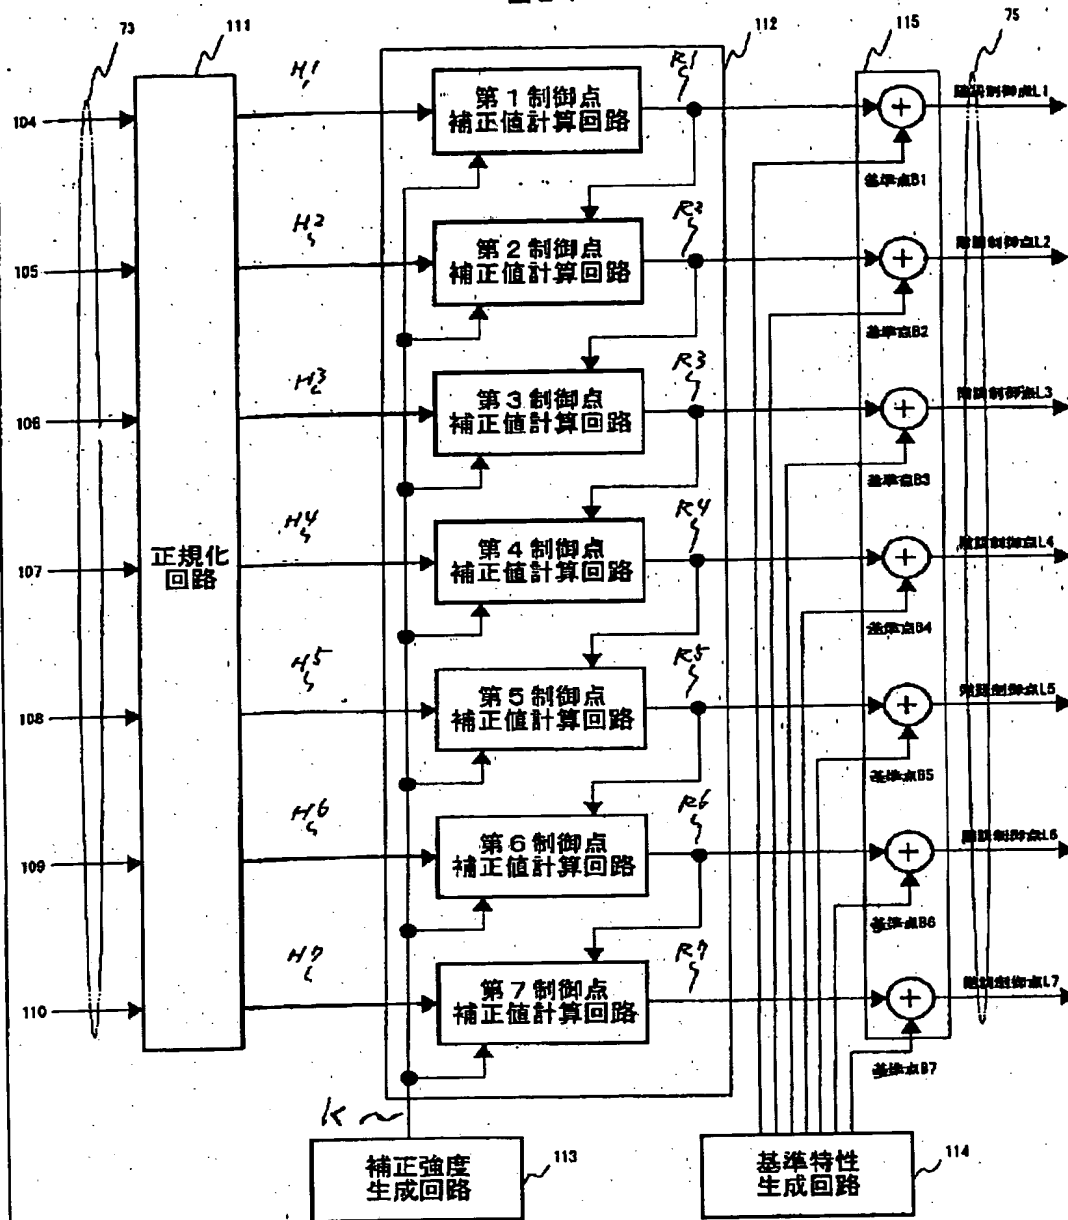 73
111
112
115
75
H1
R1
第1制御点
補正値計算回路
104
階調制御点L1
基準点B1
H2
R2
第2制御点
補正値計算回路
105
階調制御点L2
基準点B2
H3
R3
第3制御点
補正値計算回路
106
階調制御点L3
基準点B3
H4
R4
第4制御点
補正値計算回路
107
正規化
回路
階調制御点L4
基準点B4
H5
R5
第5制御点
補正値計算回路
108
階調制御点L5
基準点B5
H6
R6
第6制御点
補正値計算回路
109
階調制御点L6
基準点B6
H7
R7
第7制御点
補正値計算回路
110
階調制御点L7
基準点B7
K
補正強度
生成回路
113
基準特性
生成回路
114